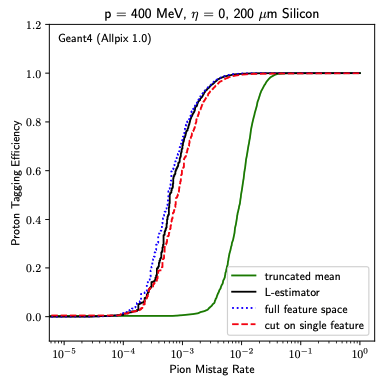 p = 400 MeV, η = 0, 200 μm Silicon
Geant4 (Allpix 1.0)
Proton Tagging Efficiency
1.2
1.0
0.8
0.6
0.4
0.2
0.0
truncated mean
L-estimator
full feature space
cut on single feature
10⁻⁵ 10⁻⁴ 10⁻³ 10⁻² 10⁻¹ 10⁰
Pion Mistag Rate